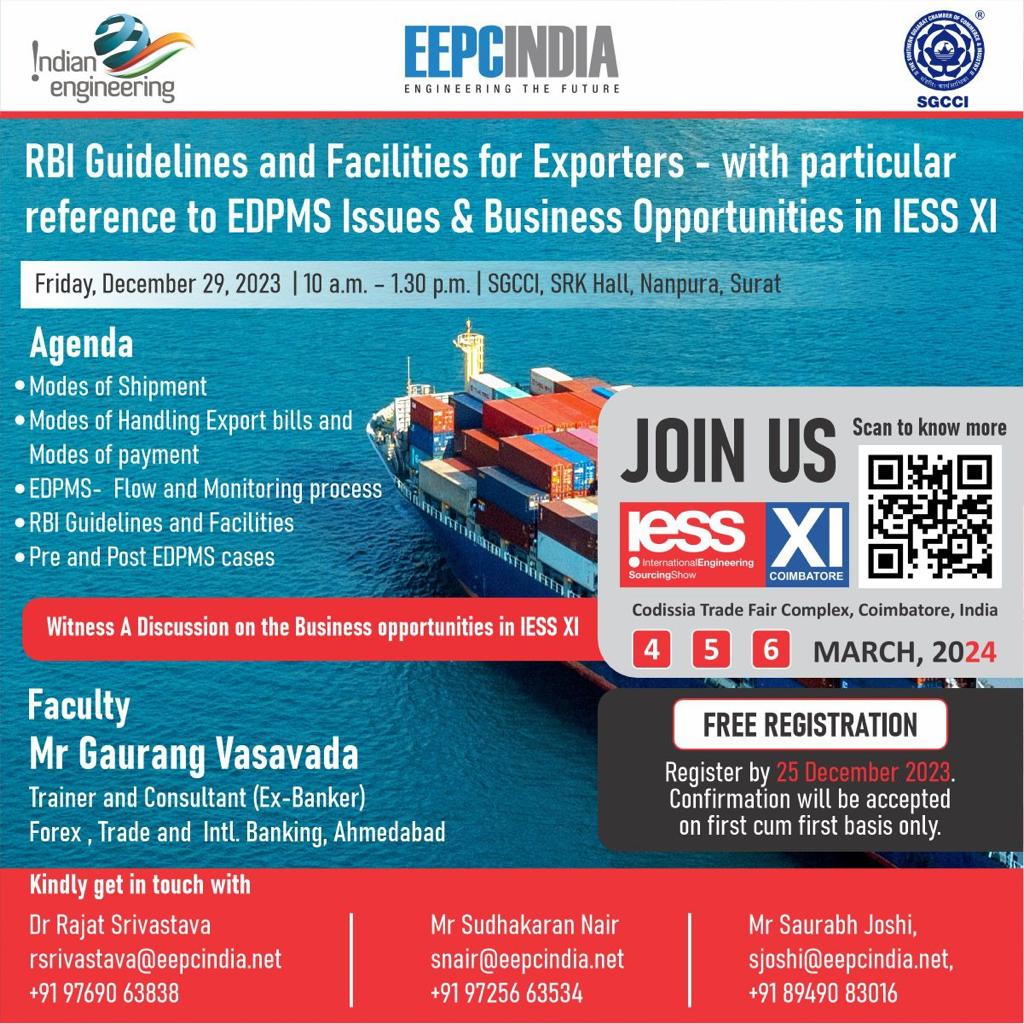 Indian
engineering
EEPCINDIA
ENGINEERING THE FUTURE
THE SOUTHERN GUJARAT CHAMBER OF COMMERCE & INDUSTRY
®
SGCCI
RBI Guidelines and Facilities for Exporters - with particular
reference to EDPMS Issues & Business Opportunities in IESS XI
Friday, December 29, 2023 | 10 a.m. – 1.30 p.m. | SGCCI, SRK Hall, Nanpura, Surat
Agenda
• Modes of Shipment
• Modes of Handling Export bills and
Modes of payment
• EDPMS- Flow and Monitoring process
• RBI Guidelines and Facilities
• Pre and Post EDPMS cases
Witness A Discussion on the Business opportunities in IESS XI
JOIN US
Scan to know more
IESS
InternationalEngineering
SourcingShow
XI
COIMBATORE
Codissia Trade Fair Complex, Coimbatore, India
4 5 6 MARCH, 2024
Faculty
Mr Gaurang Vasavada
Trainer and Consultant (Ex-Banker)
Forex , Trade and Intl. Banking, Ahmedabad
FREE REGISTRATION
Register by 25 December 2023.
Confirmation will be accepted
on first cum first basis only.
Kindly get in touch with
Dr Rajat Srivastava
rsrivastava@eepcindia.net
+91 97690 63838
Mr Sudhakaran Nair
snair@eepcindia.net
+91 97256 63534
Mr Saurabh Joshi,
sjoshi@eepcindia.net,
+91 89490 83016